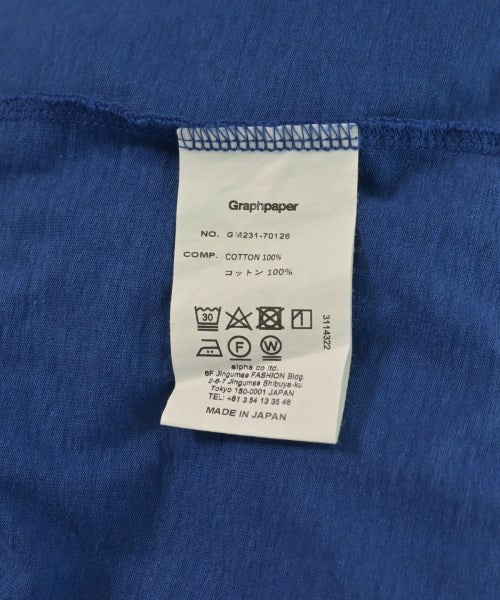 Graphpaper
NO. GM231-70126
COMP. COTTON 100%
コットン 100%
30
3114322
F W
alpha co ltd.
6F Jingumae FASHION Bldg.
2-6-7 Jingumae Shibuya-ku
Tokyo 150-0001 JAPAN
TEL: +81 3 54 13 35 46
MADE IN JAPAN